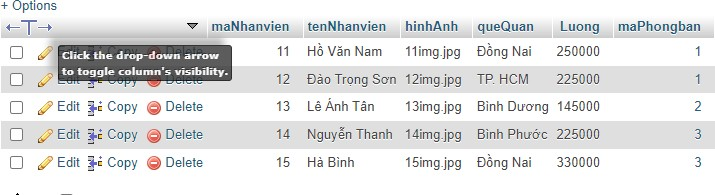 + Options
maNhanvien tenNhanvien hinhAnh queQuan Luong maPhongban
Click the drop-down arrow
to toggle column's visibility.
11 Hồ Văn Nam 11img.jpg Đồng Nai 250000 1
Edit Copy Delete 12 Đào Trọng Sơn 12img.jpg TP. HCM 225000 1
Edit Copy Delete 13 Lê Ánh Tân 13img.jpg Bình Dương 145000 2
Edit Copy Delete 14 Nguyễn Thanh 14img.jpg Bình Phước 225000 3
Edit Copy Delete 15 Hà Bình 15img.jpg Đồng Nai 330000 3